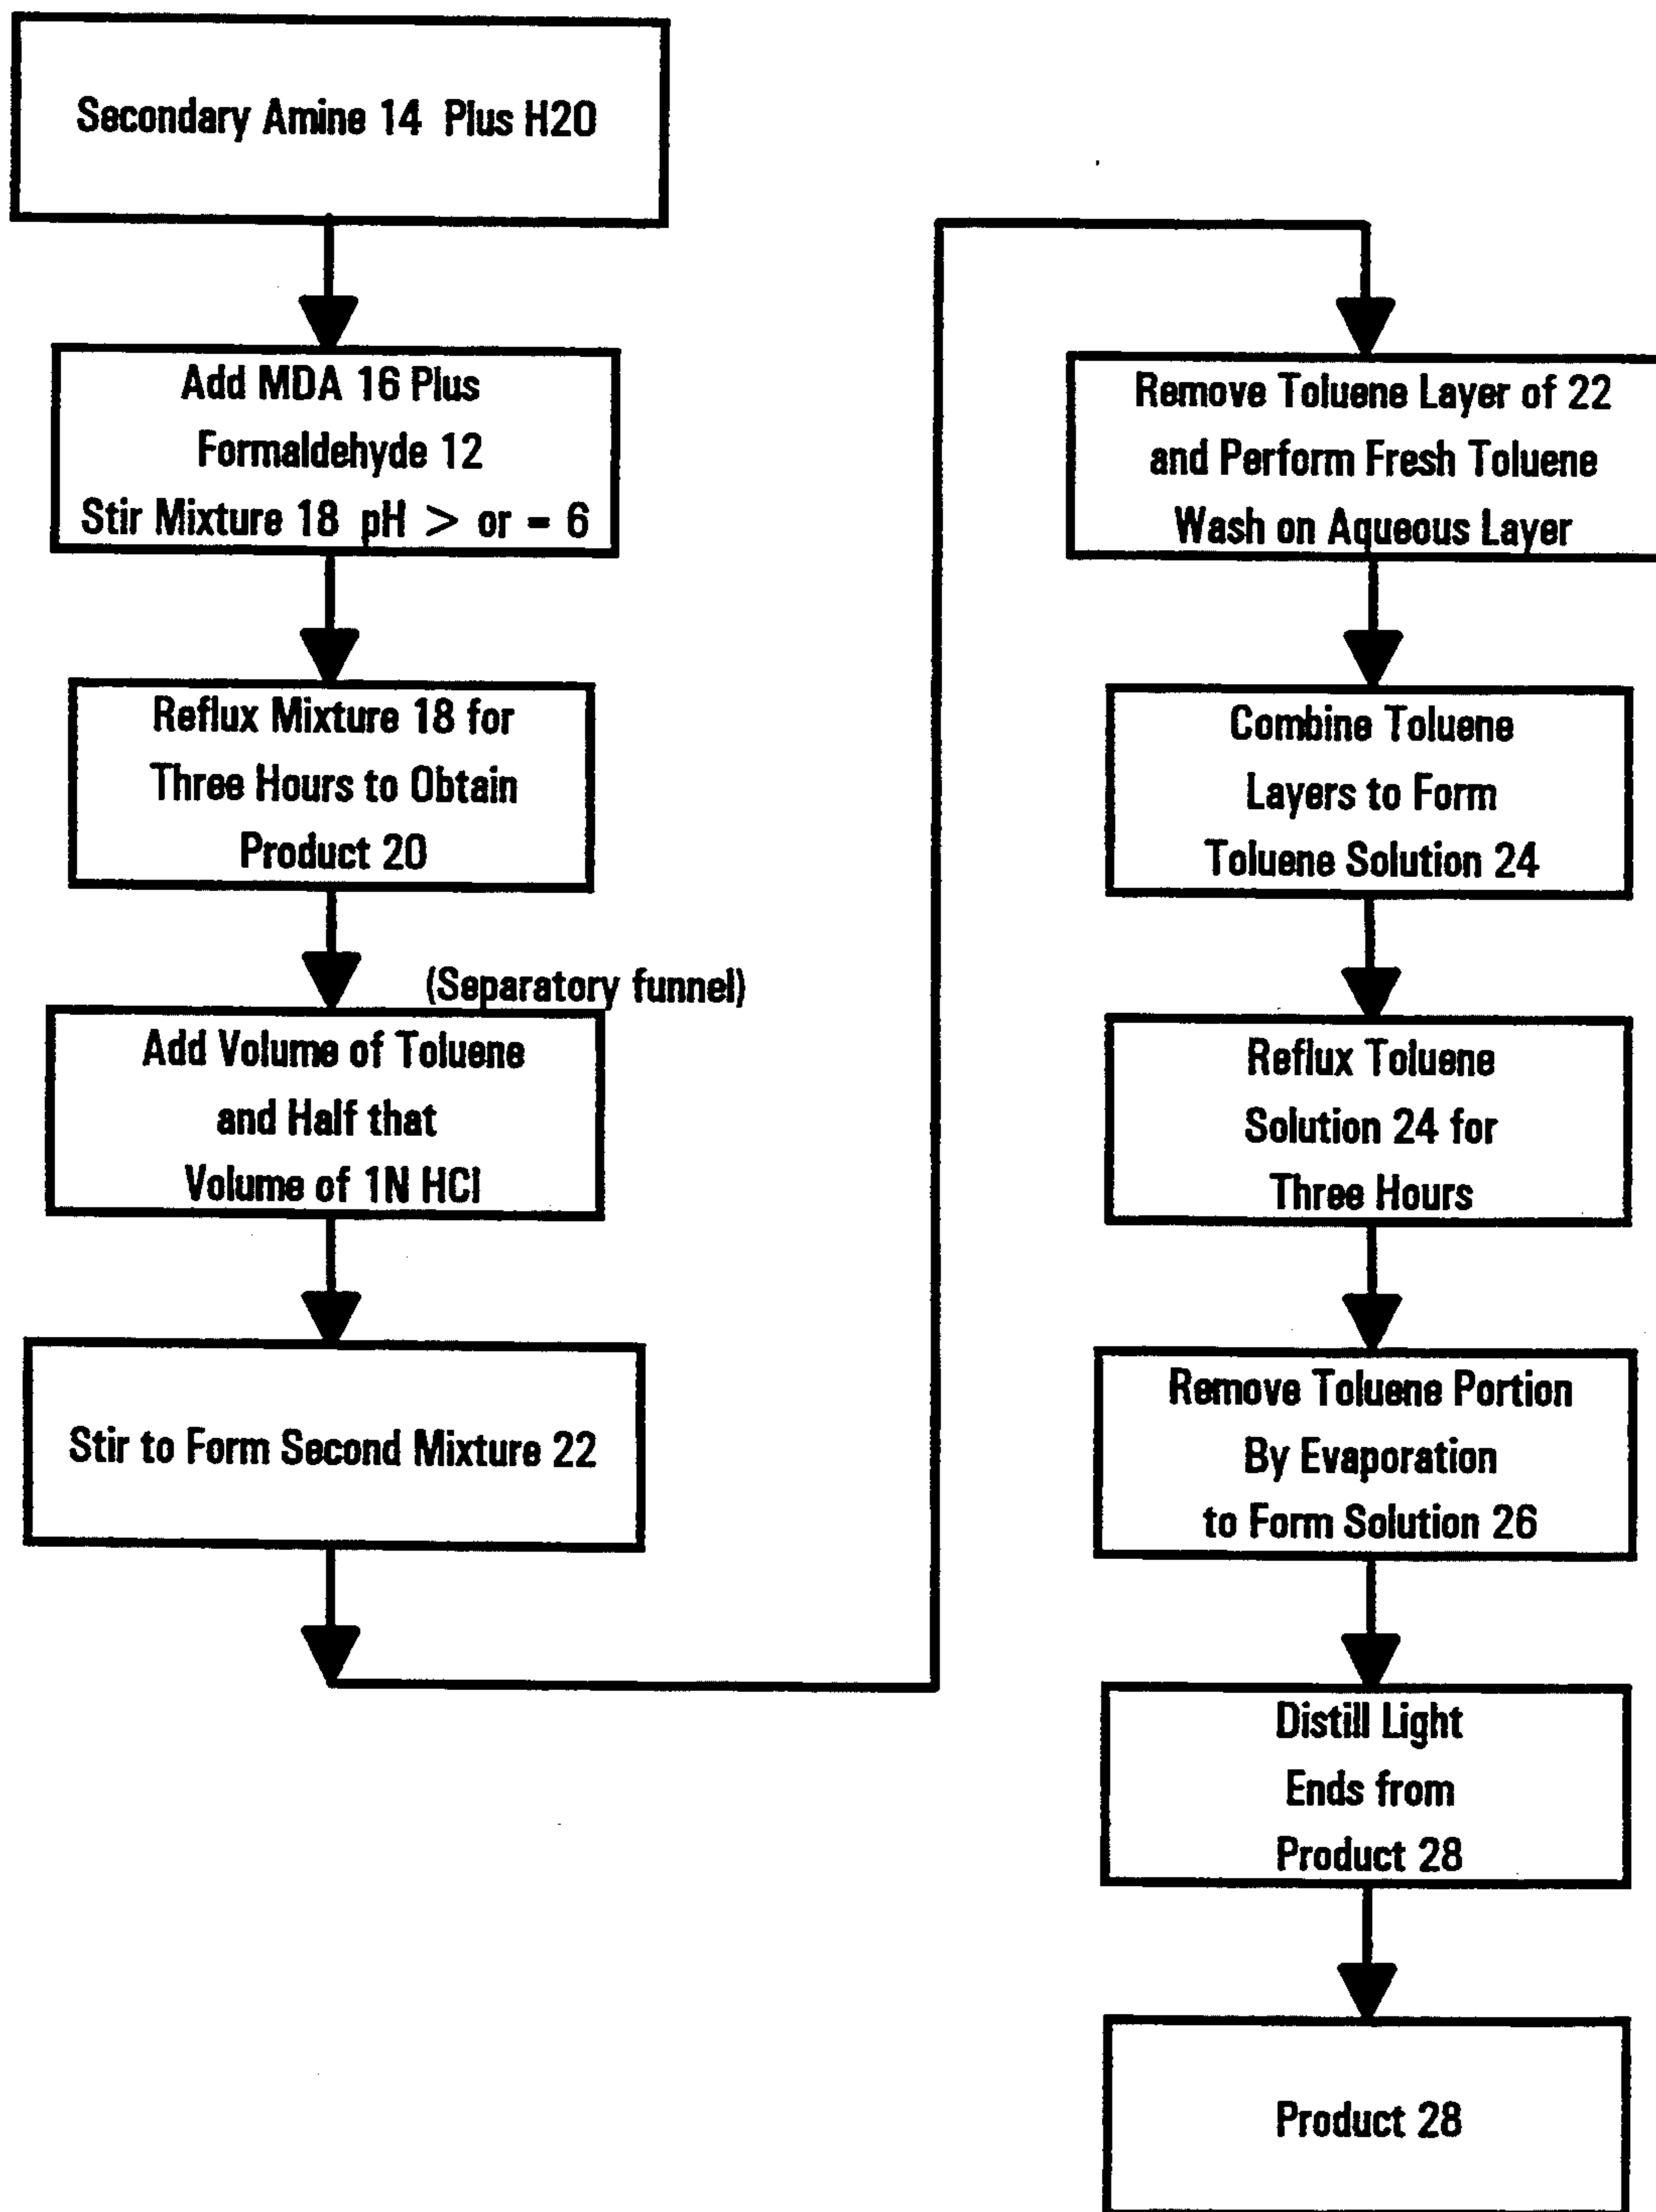 Secondary Amine 14 Plus H20
Add MDA 16 Plus
Formaldehyde 12
Stir Mixture 18 pH > or = 6
Reflux Mixture 18 for
Three Hours to Obtain
Product 20
(Separatory funnel)
Add Volume of Toluene
and Half that
Volume of 1N HCl
Stir to Form Second Mixture 22
Remove Toluene Layer of 22
and Perform Fresh Toluene
Wash on Aqueous Layer
Combine Toluene
Layers to Form
Toluene Solution 24
Reflux Toluene
Solution 24 for
Three Hours
Remove Toluene Portion
By Evaporation
to Form Solution 26
Distill Light
Ends from
Product 28
Product 28